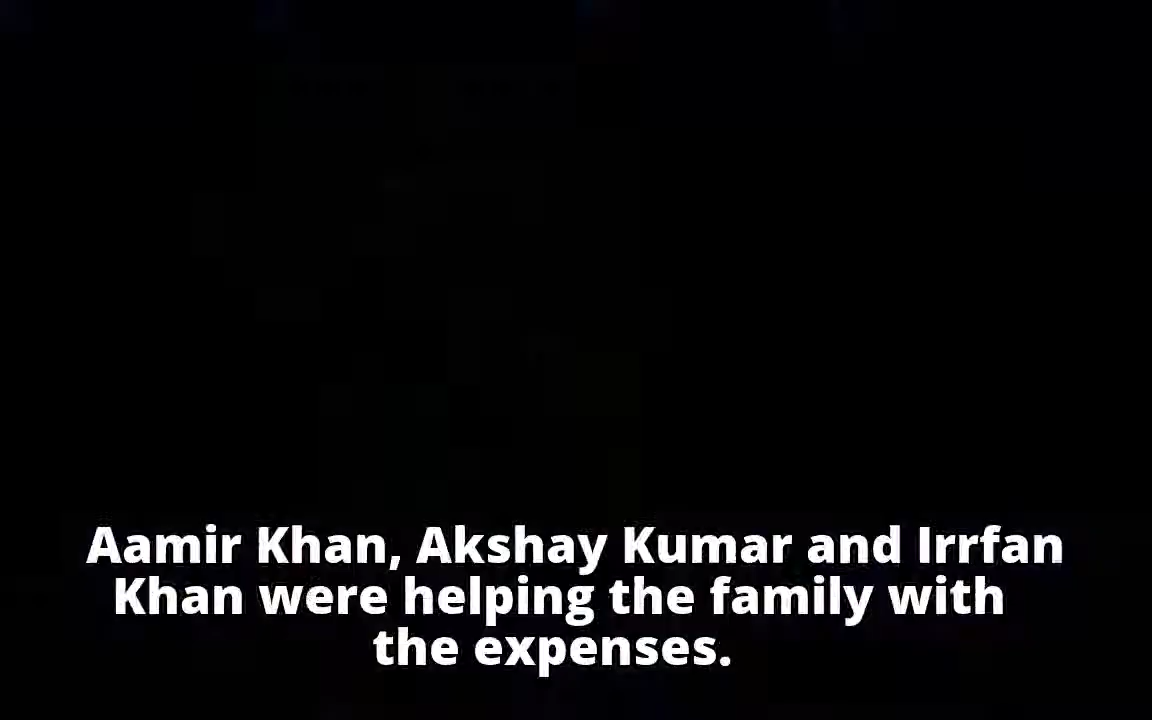 Aamir Khan, Akshay Kumar and Irrfan
Khan were helping the family with
the expenses.